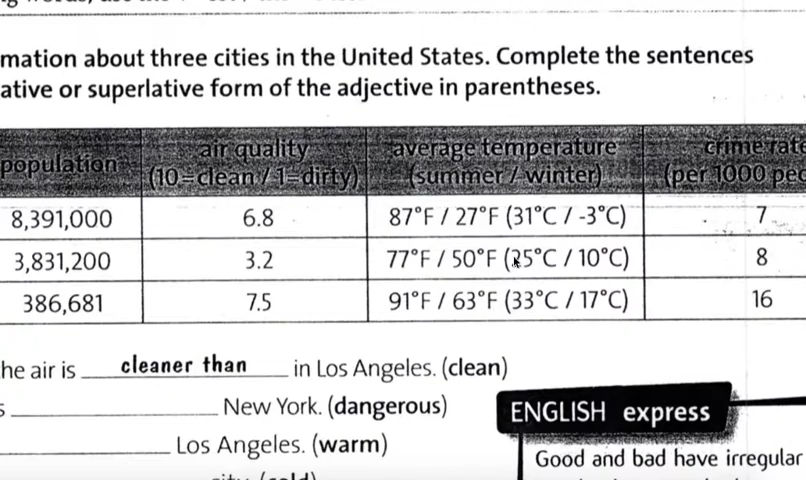 mation about three cities in the United States. Complete the sentences
ative or superlative form of the adjective in parentheses.
population air quality average temperature crime rate
(10=clean / 1=dirty) (summer / winter) (per 1000 peo
8,391,000 6.8 87°F / 27°F (31°C / -3°C) 7
3,831,200 3.2 77°F / 50°F (25°C / 10°C) 8
386,681 7.5 91°F / 63°F (33°C / 17°C) 16
he air is cleaner than in Los Angeles. (clean)
s New York. (dangerous)
Los Angeles. (warm)
ENGLISH express
Good and bad have irregular
city. (cold)